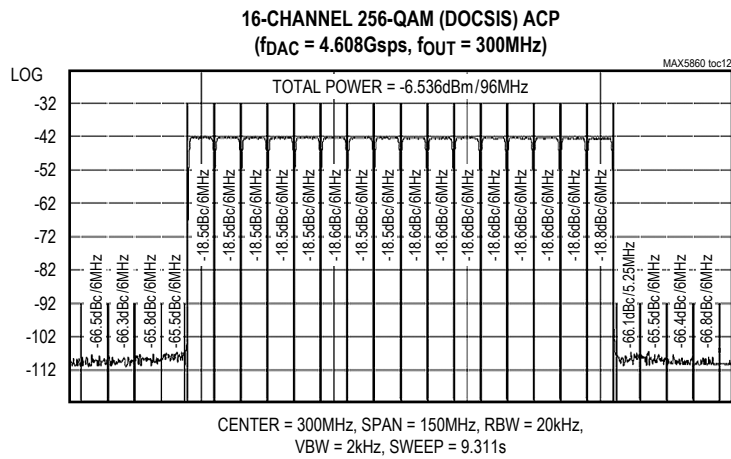 16-CHANNEL 256-QAM (DOCSIS) ACP
(fDAC = 4.608Gsps, fOUT = 300MHz)
MAX5860 toc12
LOG
TOTAL POWER = -6.536dBm/96MHz
-32
-42
-52
-62
-72
-82
-92
-102
-112
-66.5dBc/6MHz
-66.3dBc/6MHz
-65.8dBc/6MHz
-65.5dBc/6MHz
-18.5dBc/6MHz
-18.5dBc/6MHz
-18.5dBc/6MHz
-18.5dBc/6MHz
-18.6dBc/6MHz
-18.6dBc/6MHz
-18.6dBc/6MHz
-18.6dBc/6MHz
-18.6dBc/6MHz
-18.6dBc/6MHz
-18.6dBc/6MHz
-18.6dBc/6MHz
-18.6dBc/6MHz
-18.6dBc/6MHz
-18.6dBc/6MHz
-18.8dBc/6MHz
-66.1dBc/5.25MHz
-65.5dBc/6MHz
-66.4dBc/6MHz
-66.8dBc/6MHz
CENTER = 300MHz, SPAN = 150MHz, RBW = 20kHz,
VBW = 2kHz, SWEEP = 9.311s